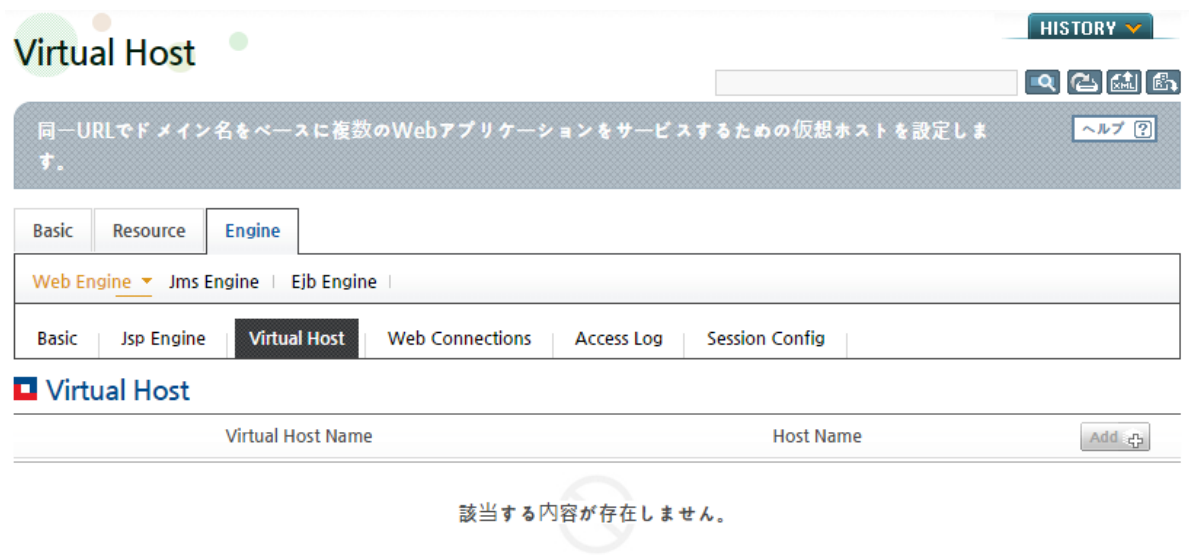 HISTORY
Virtual Host
XML
同一URLでドメイン名をベースに複数のWebアプリケーションをサービスするための仮想ホストを設定しま
す。
ヘルプ ?
Basic Resource Engine
Web Engine Jms Engine Ejb Engine
Basic Jsp Engine Virtual Host Web Connections Access Log Session Config
Virtual Host
Virtual Host Name Host Name Add
該当する内容が存在しません。